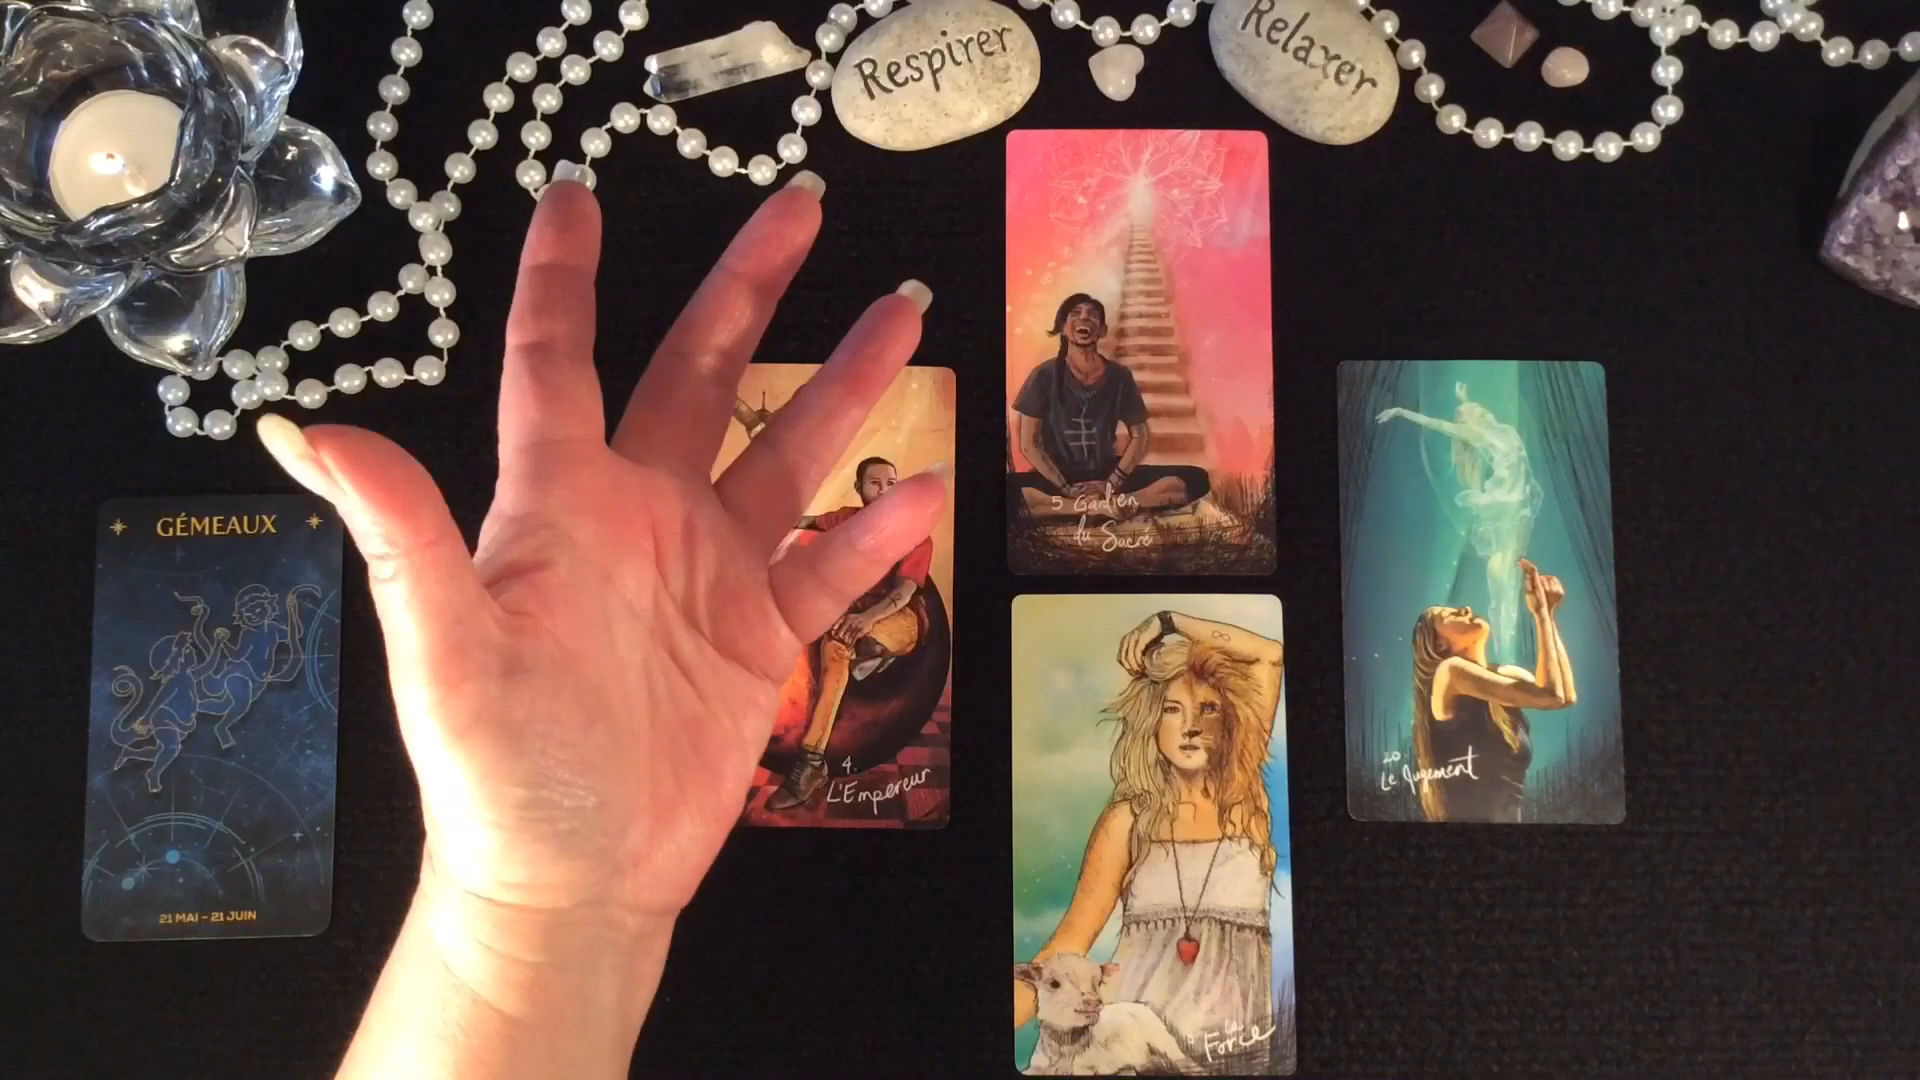 Respirer
Relaxer
GÉMEAUX
21 MAI - 21 JUIN
4.
L'Empereur
5 Gardien
du Sacré
La
Force
20
Le Jugement